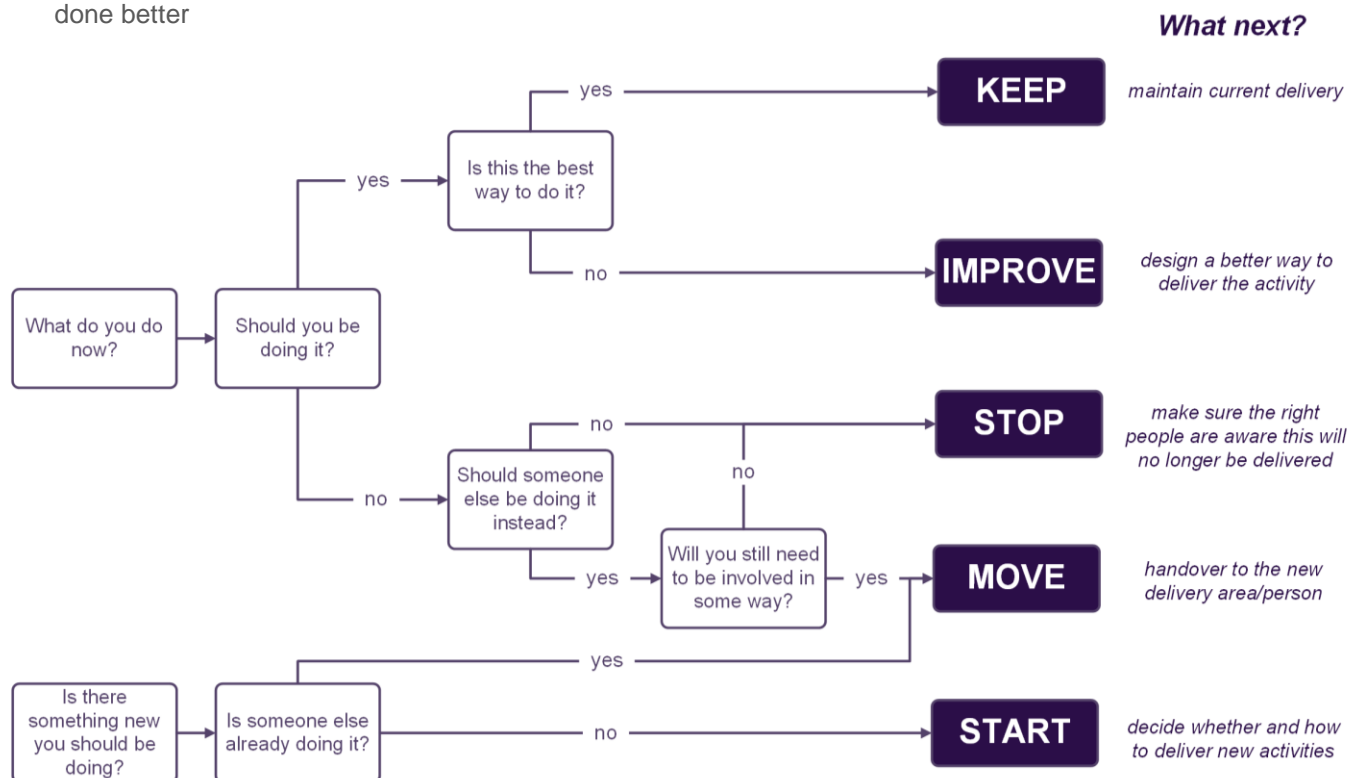 done better
What next?
yes
KEEP
maintain current delivery
Is this the best
way to do it?
yes
no
IMPROVE
design a better way to
deliver the activity
What do you do
now?
Should you be
doing it?
no
STOP
make sure the right
people are aware this will
no longer be delivered
no
Should someone
else be doing it
instead?
no
yes
Will you still need
to be involved in
some way?
yes
MOVE
handover to the new
delivery area/person
yes
Is there
something new
you should be
doing?
Is someone else
already doing it?
no
START
decide whether and how
to deliver new activities